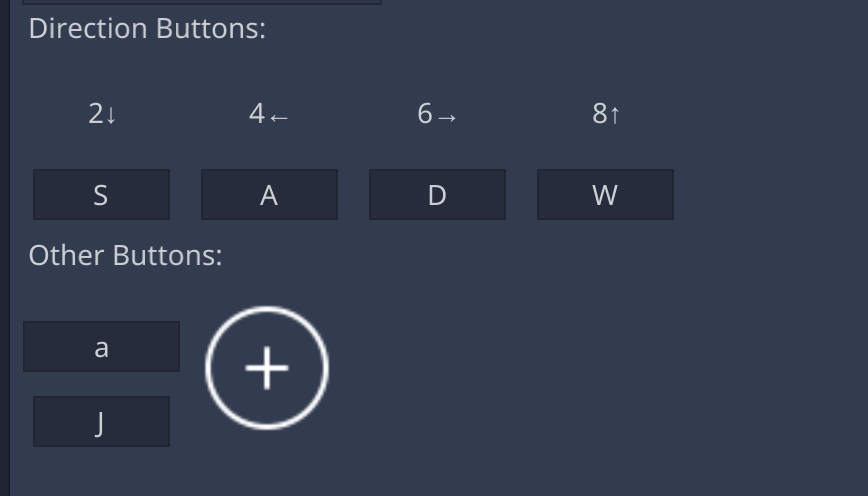 Direction Buttons:
2↓ 4← 6→ 8↑
S A D W
Other Buttons:
a
J